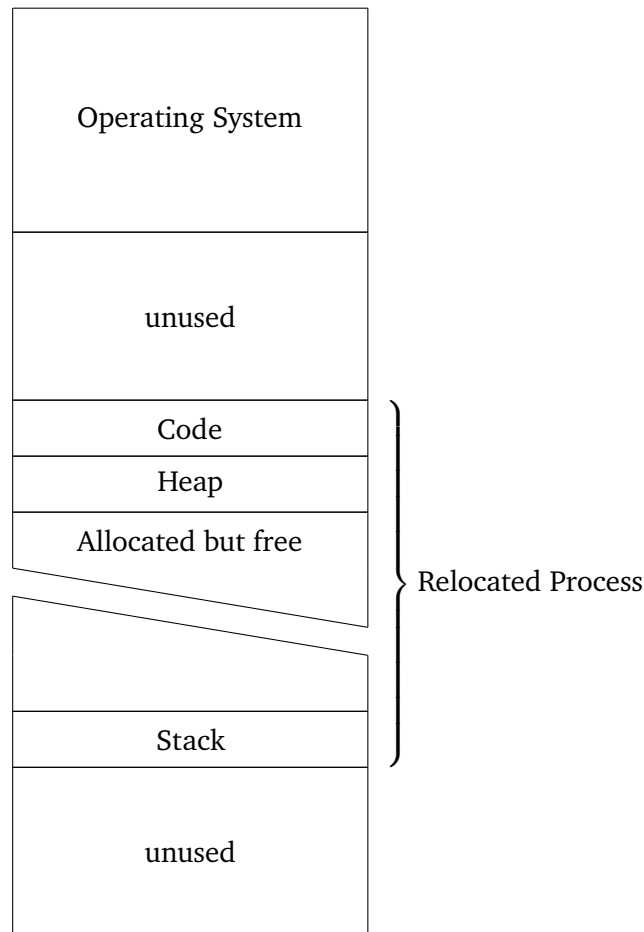 Operating System
unused
Code
Heap
Allocated but free
Relocated Process
Stack
unused